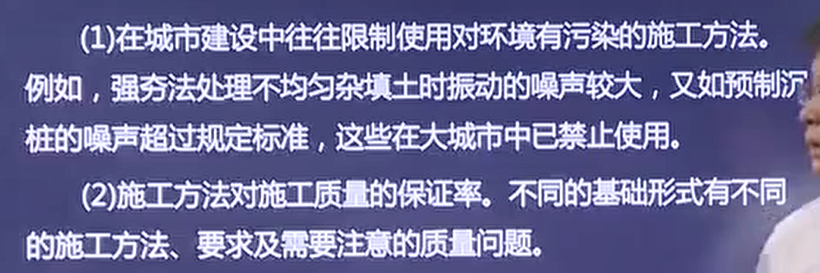 (1)在城市建设中往往限制使用对环境有污染的施工方法。
例如，强夯法处理不均匀杂填土时振动的噪声较大，又如预制沉
桩的噪声超过规定标准，这些在大城市中已禁止使用。
(2)施工方法对施工质量的保证率。不同的基础形式有不同
的施工方法、要求及需要注意的质量问题。